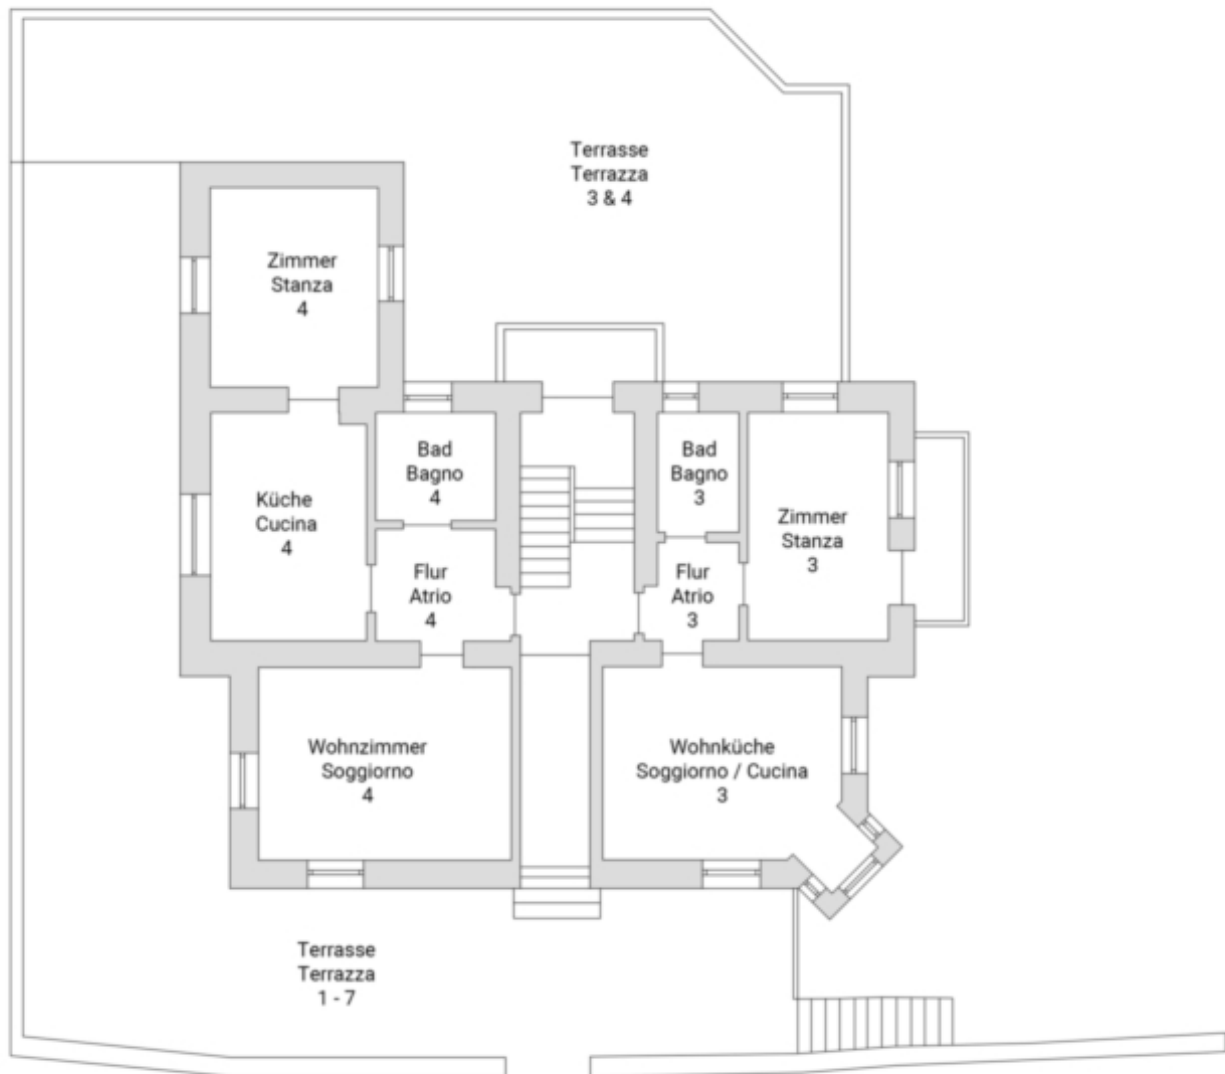 Terrasse
Terrazza
3 & 4
Zimmer
Stanza
4
Bad
Bagno
4
Bad
Bagno
3
Küche
Cucina
4
Zimmer
Stanza
3
Flur
Atrio
4
Flur
Atrio
3
Wohnzimmer
Soggiorno
4
Wohnküche
Soggiorno / Cucina
3
Terrasse
Terrazza
1 - 7